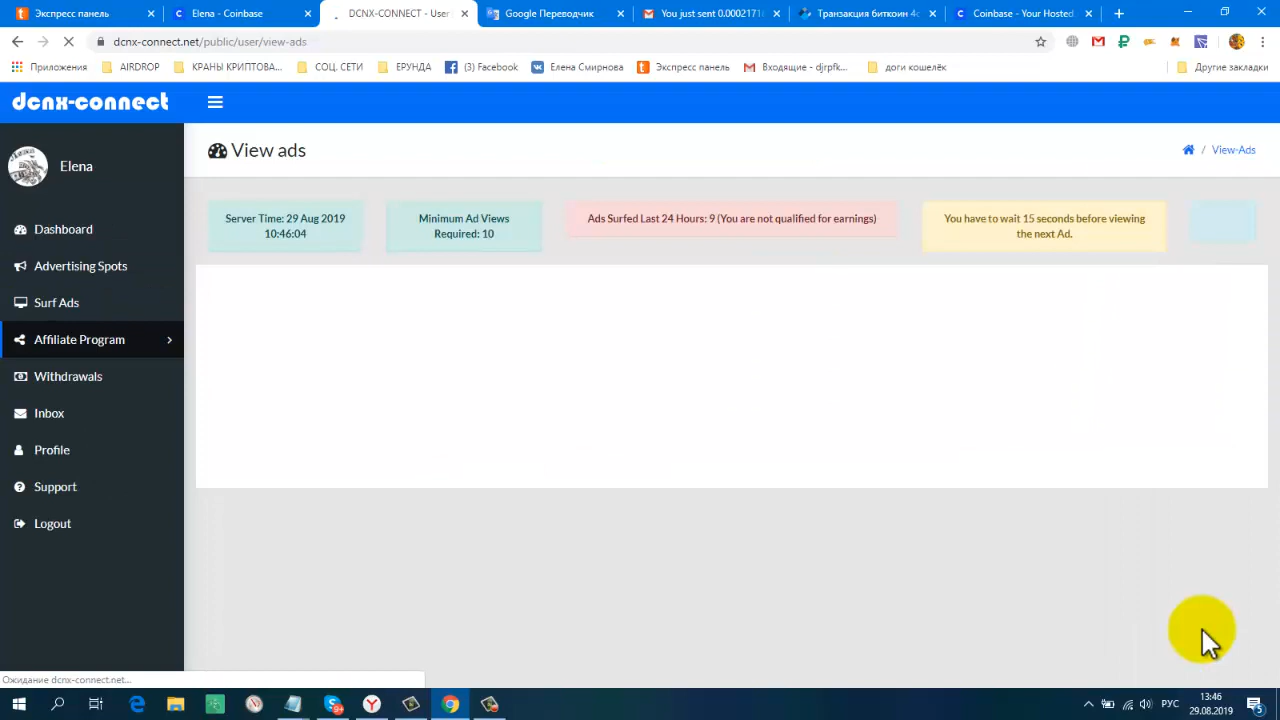 Экспресс панель
Elena - Coinbase
DCNX-CONNECT - User
Google Переводчик
You just sent 0.00021716
Транзакция биткоин 4c
Coinbase - Your Hosted
dcnx-connect.net/public/user/view-ads
Приложения
AIRDROP
КРАНЫ КРИПТОВА...
СОЦ. СЕТИ
ЕРУНДА
(3) Facebook
Елена Смирнова
Экспресс панель
Входящие - djrpfk...
доги кошелёк
Другие закладки
dcnx-connect
Elena
View ads
/ View-Ads
Server Time: 29 Aug 2019
10:46:04
Minimum Ad Views
Required: 10
Ads Surfed Last 24 Hours: 9 (You are not qualified for earnings)
You have to wait 15 seconds before viewing
the next Ad.
Dashboard
Advertising Spots
Surf Ads
Affiliate Program
Withdrawals
Inbox
Profile
Support
Logout
Ожидание dcnx-connect.net...
РУС
13:46
29.08.2019
5